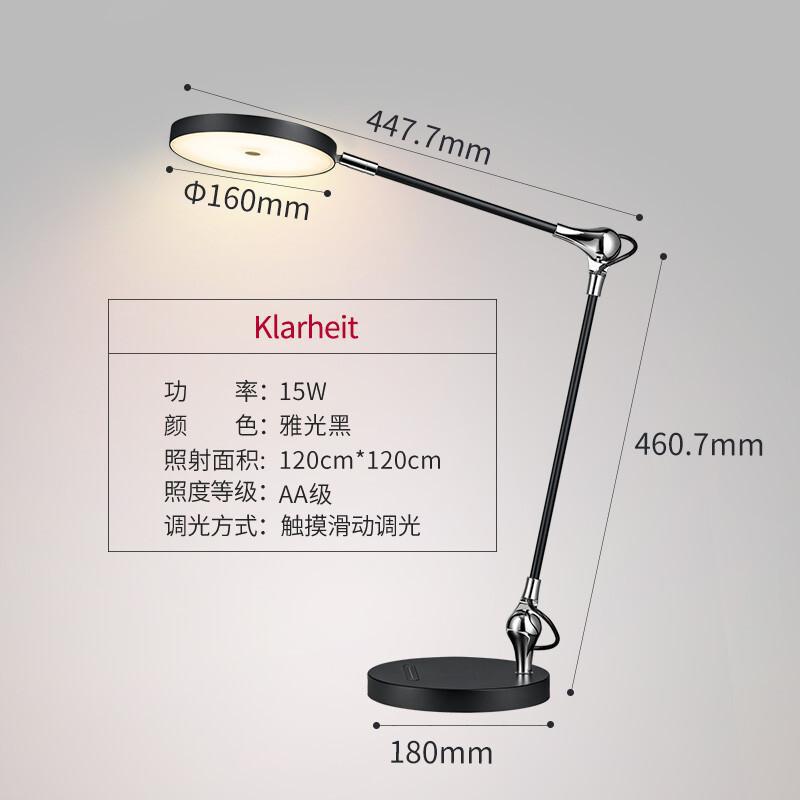 447.7mm
Φ160mm
Klarheit
功 率：15W
颜 色：雅光黑
照射面积：120cm*120cm
照度等级：AA级
调光方式：触摸滑动调光
460.7mm
180mm